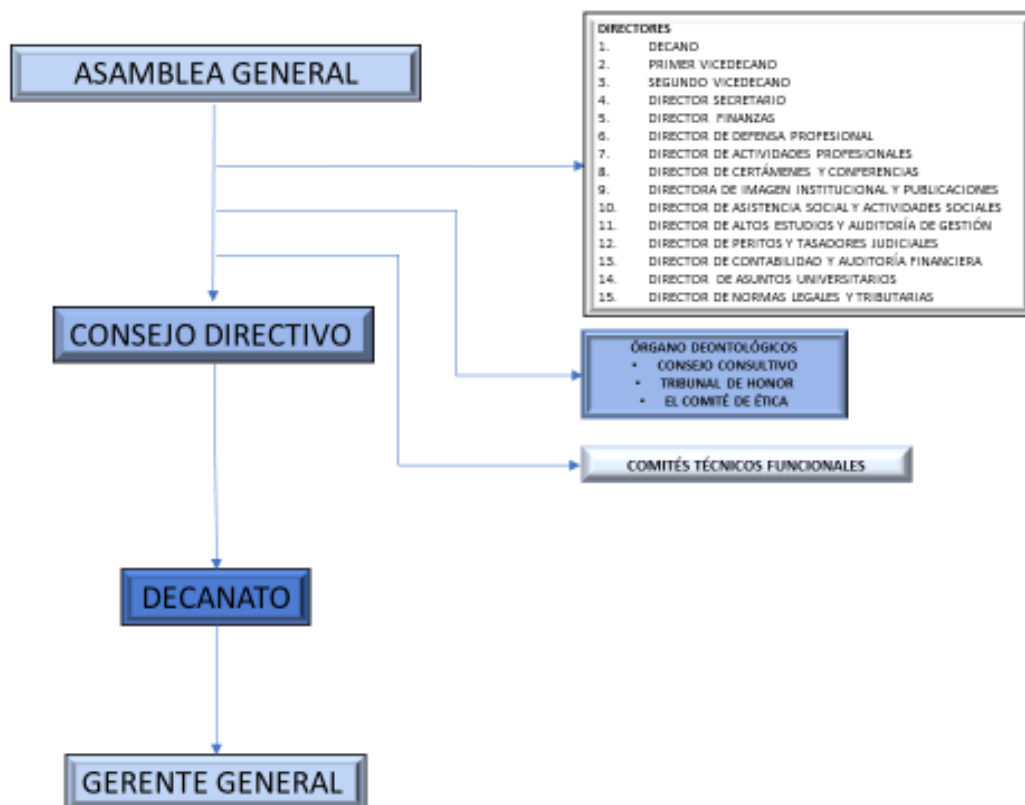 ASAMBLEA GENERAL
DIRECTORES
1. DECANO
2. PRIMER VICEDECANO
3. SEGUNDO VICEDECANO
4. DIRECTOR SECRETARIO
5. DIRECTOR FINANZAS
6. DIRECTOR DE DEFENSA PROFESIONAL
7. DIRECTOR DE ACTIVIDADES PROFESIONALES
8. DIRECTOR DE CERTÁMENES Y CONFERENCIAS
9. DIRECTORA DE IMAGEN INSTITUCIONAL Y PUBLICACIONES
10. DIRECTOR DE ASISTENCIA SOCIAL Y ACTIVIDADES SOCIALES
11. DIRECTOR DE ALTOS ESTUDIOS Y AUDITORÍA DE GESTIÓN
12. DIRECTOR DE PERITOS Y TASADORES JUDICIALES
13. DIRECTOR DE CONTABILIDAD Y AUDITORÍA FINANCIERA
14. DIRECTOR DE ASUNTOS UNIVERSITARIOS
15. DIRECTOR DE NORMAS LEGALES Y TRIBUTARIAS
CONSEJO DIRECTIVO
ÓRGANO DEONTOLÓGICOS
• CONSEJO CONSULTIVO
• TRIBUNAL DE HONOR
• EL COMITÉ DE ÉTICA
COMITÉS TÉCNICOS FUNCIONALES
DECANATO
GERENTE GENERAL